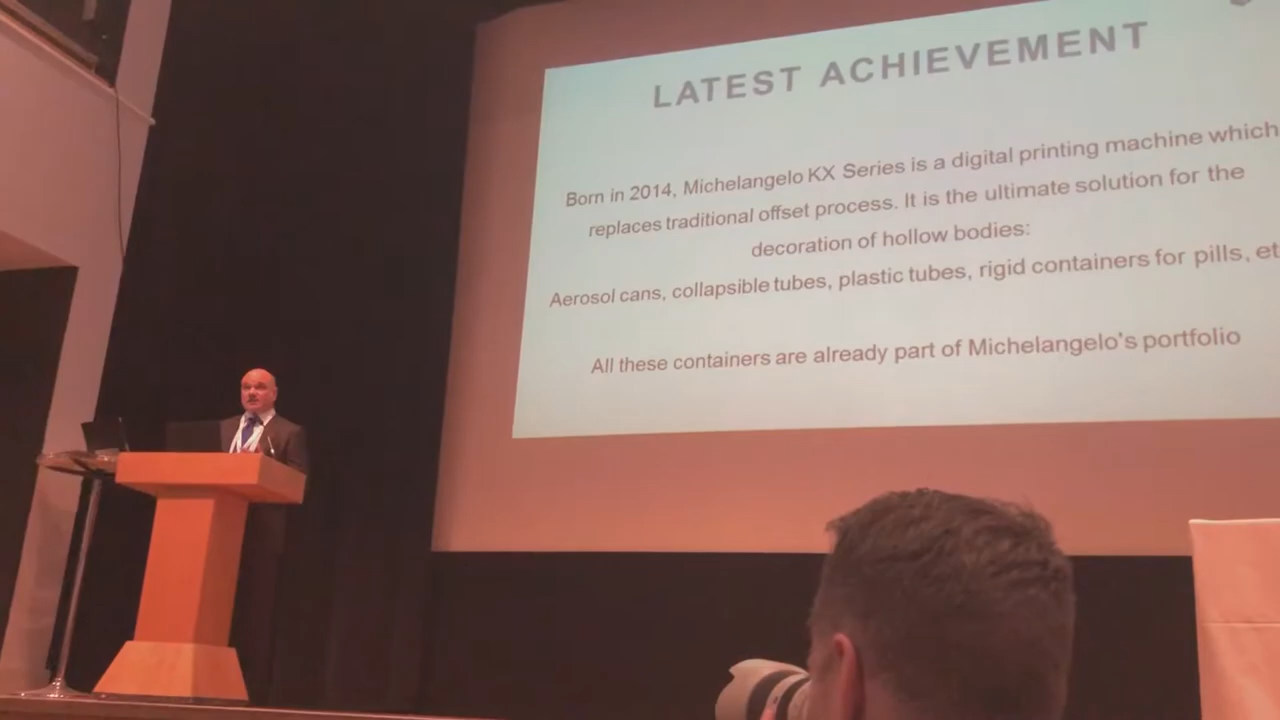 LATEST ACHIEVEMENT
Born in 2014, Michelangelo KX Series is a digital printing machine which
replaces traditional offset process. It is the ultimate solution for the
decoration of hollow bodies:
Aerosol cans, collapsible tubes, plastic tubes, rigid containers for pills, et
All these containers are already part of Michelangelo's portfolio